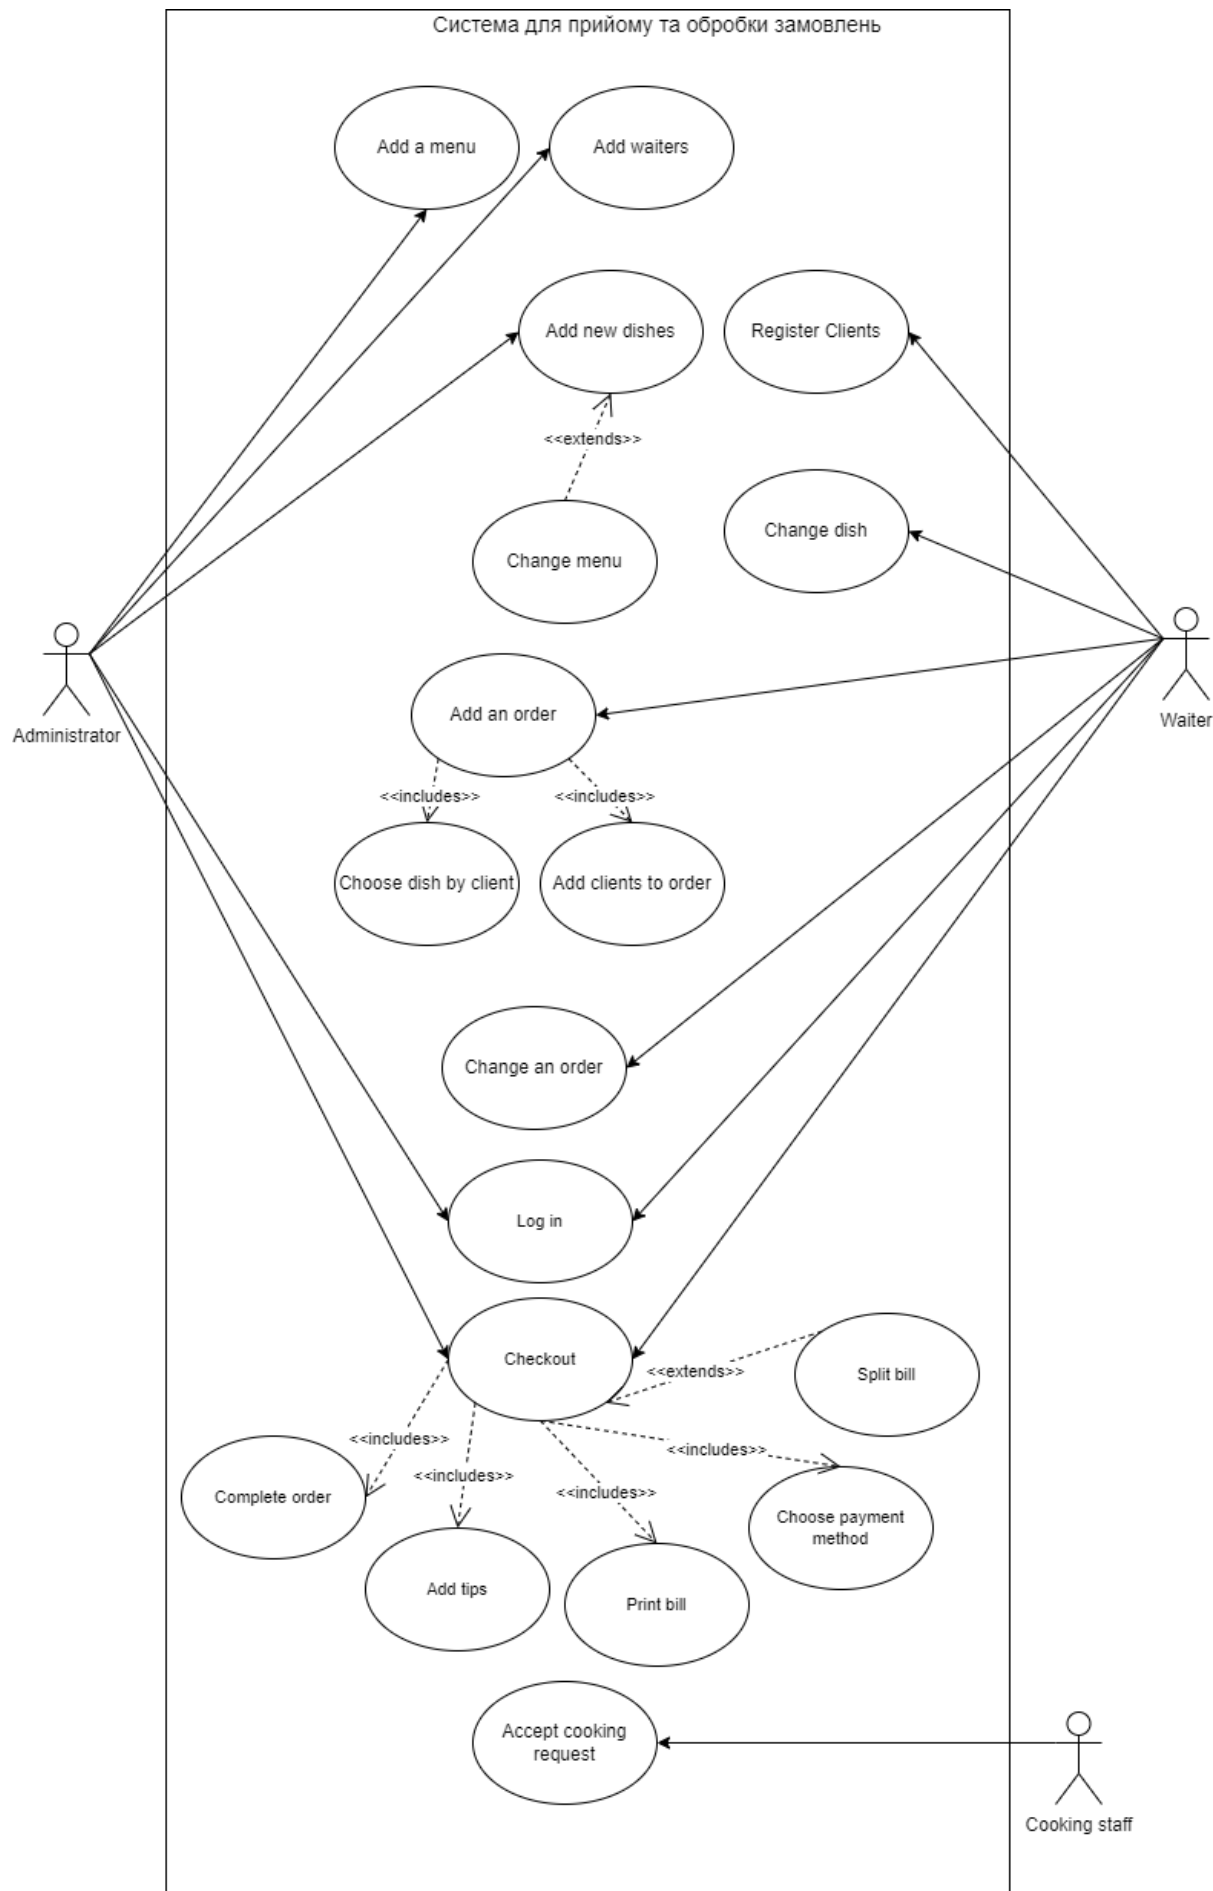 Система для прийому та обробки замовлень
Add a menu
Add waiters
Add new dishes
Register Clients
<<extends>>
Change menu
Change dish
Administrator
Waiter
Add an order
<<includes>>
<<includes>>
Choose dish by client
Add clients to order
Change an order
Log in
Checkout
<<extends>>
Split bill
<<includes>>
<<includes>>
<<includes>>
<<includes>>
Complete order
Choose payment
method
Add tips
Print bill
Accept cooking
request
Cooking staff